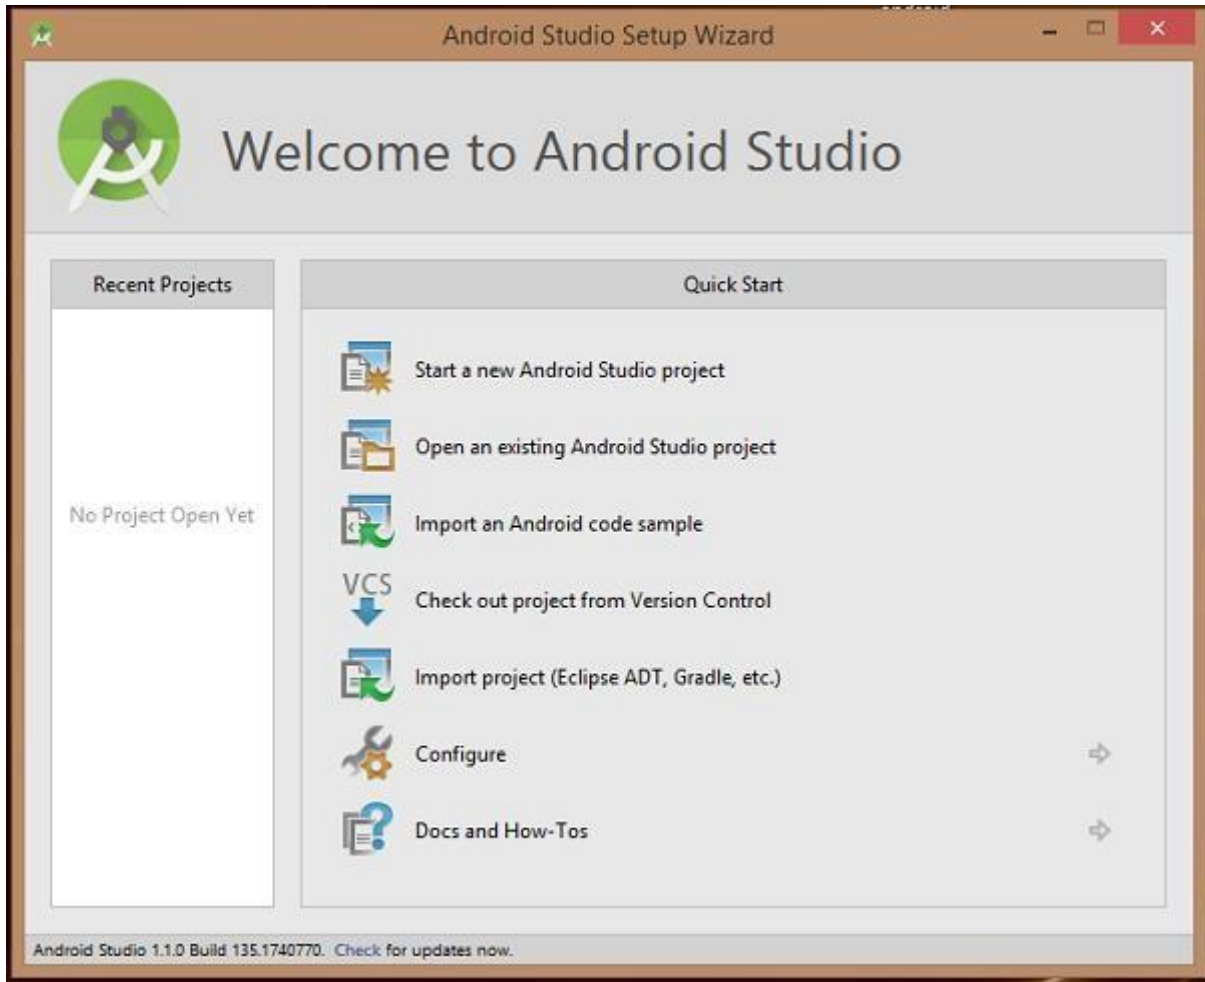 Android Studio Setup Wizard
Welcome to Android Studio
Recent Projects
No Project Open Yet
Quick Start
Start a new Android Studio project
Open an existing Android Studio project
Import an Android code sample
VCS
Check out project from Version Control
Import project (Eclipse ADT, Gradle, etc.)
Configure
Docs and How-Tos
Android Studio 1.1.0 Build 135.1740770. Check for updates now.